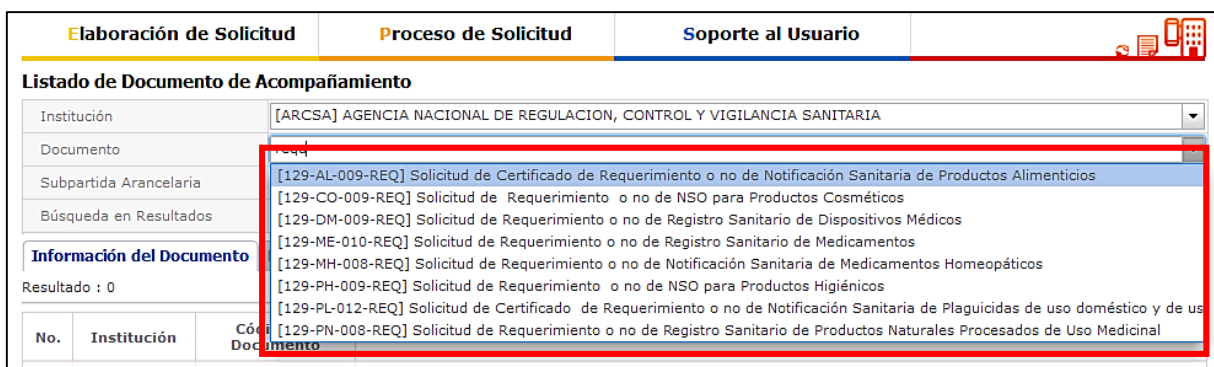 Elaboración de Solicitud Proceso de Solicitud Soporte al Usuario
Listado de Documento de Acompañamiento
Institución [ARCSA] AGENCIA NACIONAL DE REGULACION, CONTROL Y VIGILANCIA SANITARIA
Documento
Subpartida Arancelaria [129-AL-009-REQ] Solicitud de Certificado de Requerimiento o no de Notificación Sanitaria de Productos Alimenticios
[129-CO-009-REQ] Solicitud de Requerimiento o no de NSO para Productos Cosméticos
Búsqueda en Resultados [129-DM-009-REQ] Solicitud de Requerimiento o no de Registro Sanitario de Dispositivos Médicos
[129-ME-010-REQ] Solicitud de Requerimiento o no de Registro Sanitario de Medicamentos
Información del Documento [129-MH-008-REQ] Solicitud de Requerimiento o no de Notificación Sanitaria de Medicamentos Homeopáticos
Resultado : 0 [129-PH-009-REQ] Solicitud de Requerimiento o no de NSO para Productos Higiénicos
[129-PL-012-REQ] Solicitud de Certificado de Requerimiento o no de Notificación Sanitaria de Plaguicidas de uso doméstico y de us
No. Institución [129-PN-008-REQ] Solicitud de Requerimiento o no de Registro Sanitario de Productos Naturales Procesados de Uso Medicinal
Documento